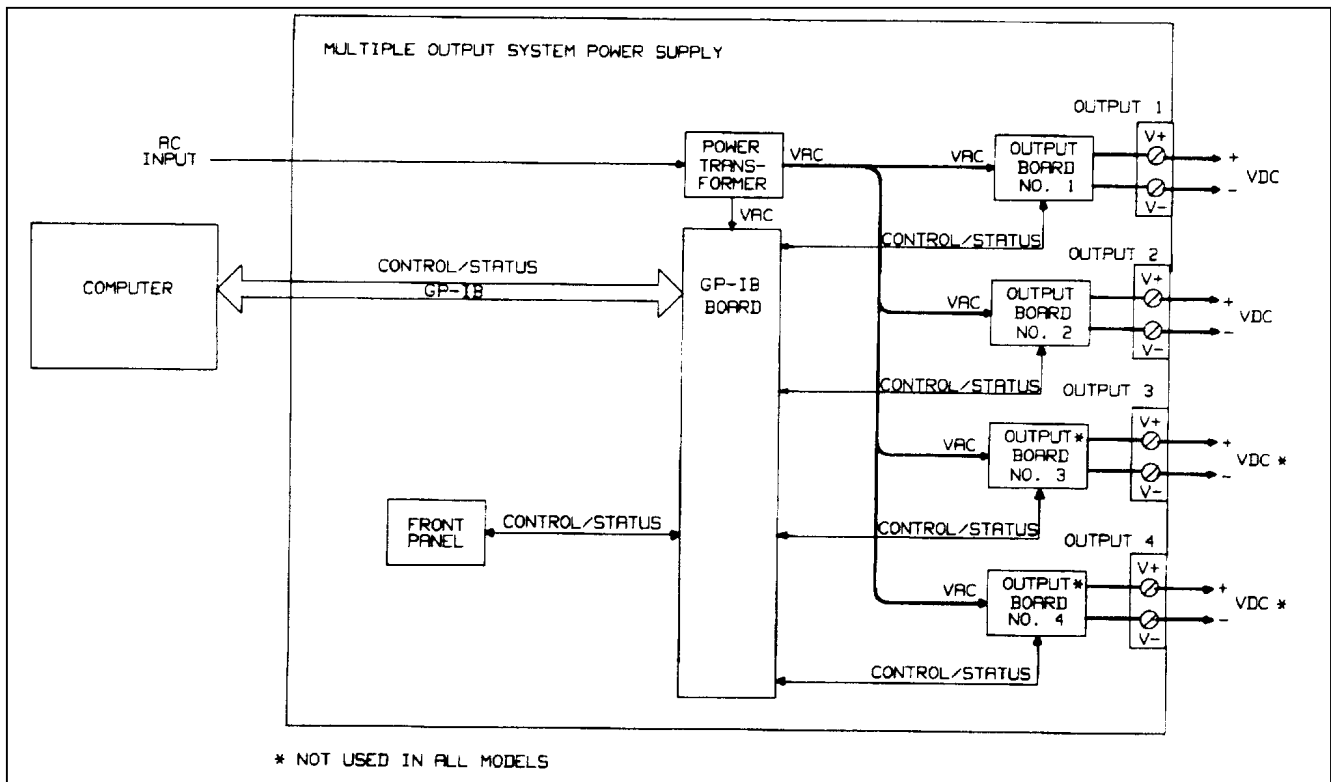 MULTIPLE OUTPUT SYSTEM POWER SUPPLY
OUTPUT 1
AC
INPUT
POWER
TRANS-
FORMER
VAC
VAC
VAC
OUTPUT
BOARD
NO. 1
V+
V-
+
-
VDC
CONTROL/STATUS
COMPUTER
CONTROL/STATUS
GP-IB
GP-IB
BOARD
OUTPUT 2
VAC
OUTPUT
BOARD
NO. 2
V+
V-
+
-
VDC
CONTROL/STATUS
OUTPUT 3
VAC
OUTPUT*
BOARD
NO. 3
V+
V-
+
-
VDC *
CONTROL/STATUS
FRONT
PANEL
CONTROL/STATUS
OUTPUT 4
VAC
OUTPUT*
BOARD
NO. 4
V+
V-
+
-
VDC *
CONTROL/STATUS
* NOT USED IN ALL MODELS